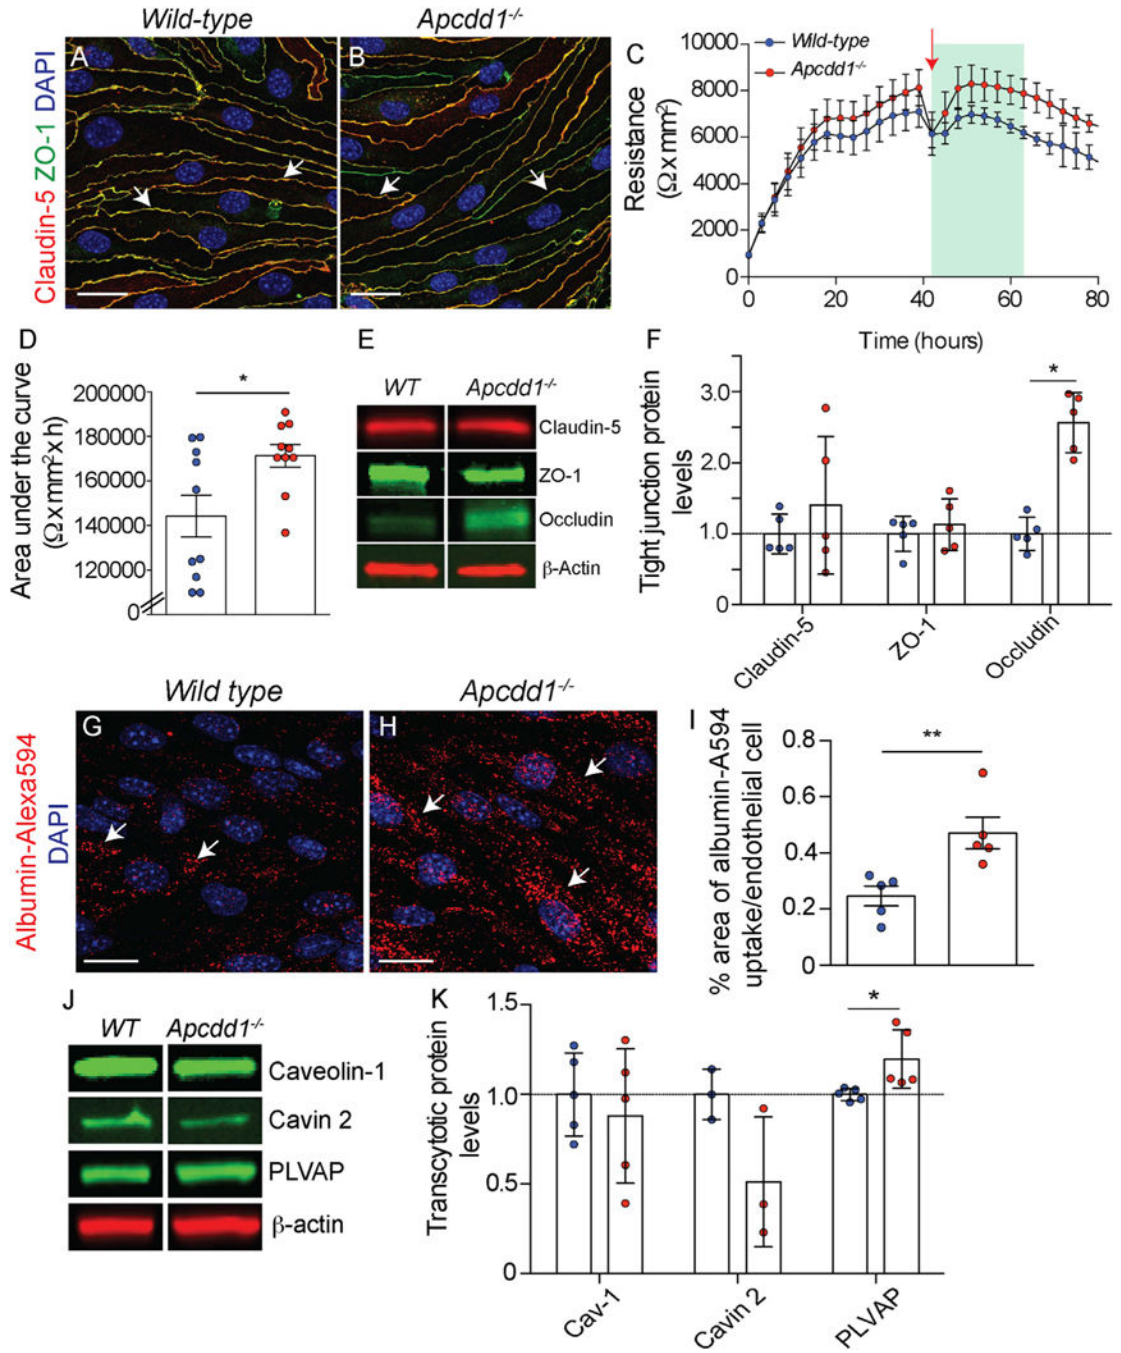 Wild-type
Apcdd1-/-
A
B
Claudin-5 ZO-1 DAPI
C
Wild-type
Apcdd1-/-
Resistance
(Ω x mm²)
10000
8000
6000
4000
2000
0
0
20
40
60
80
Time (hours)
D
*
Area under the curve
(Ω x mm² x h)
200000
180000
160000
140000
120000
0
E
WT
Apcdd1-/-
Claudin-5
ZO-1
Occludin
β-Actin
F
*
Tight junction protein
levels
3.0
2.0
1.0
0
Claudin-5
ZO-1
Occludin
Wild type
Apcdd1-/-
G
H
Albumin-Alexa594
DAPI
I
**
% area of albumin-A594
uptake/endothelial cell
0.8
0.6
0.4
0.2
0
J
WT
Apcdd1-/-
Caveolin-1
Cavin 2
PLVAP
β-actin
K
*
Transcytotic protein
levels
1.5
1.0
0.5
0
Cav-1
Cavin 2
PLVAP